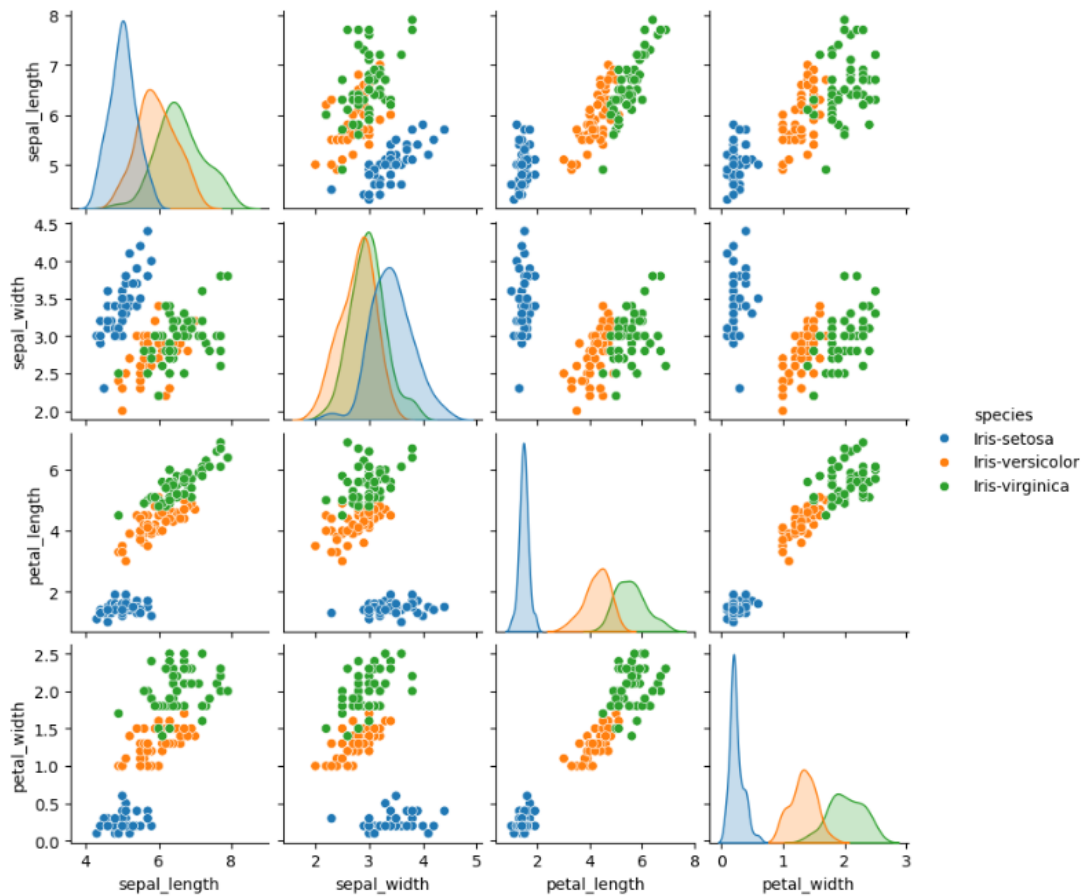 8
7
6
5
sepal_length
4.5
4.0
3.5
3.0
2.5
2.0
sepal_width
species
Iris-setosa
Iris-versicolor
Iris-virginica
6
4
2
petal_length
2.5
2.0
1.5
1.0
0.5
0.0
petal_width
4 6 8
2 3 4 5
2 4 6 8
0 1 2 3
sepal_length sepal_width petal_length petal_width